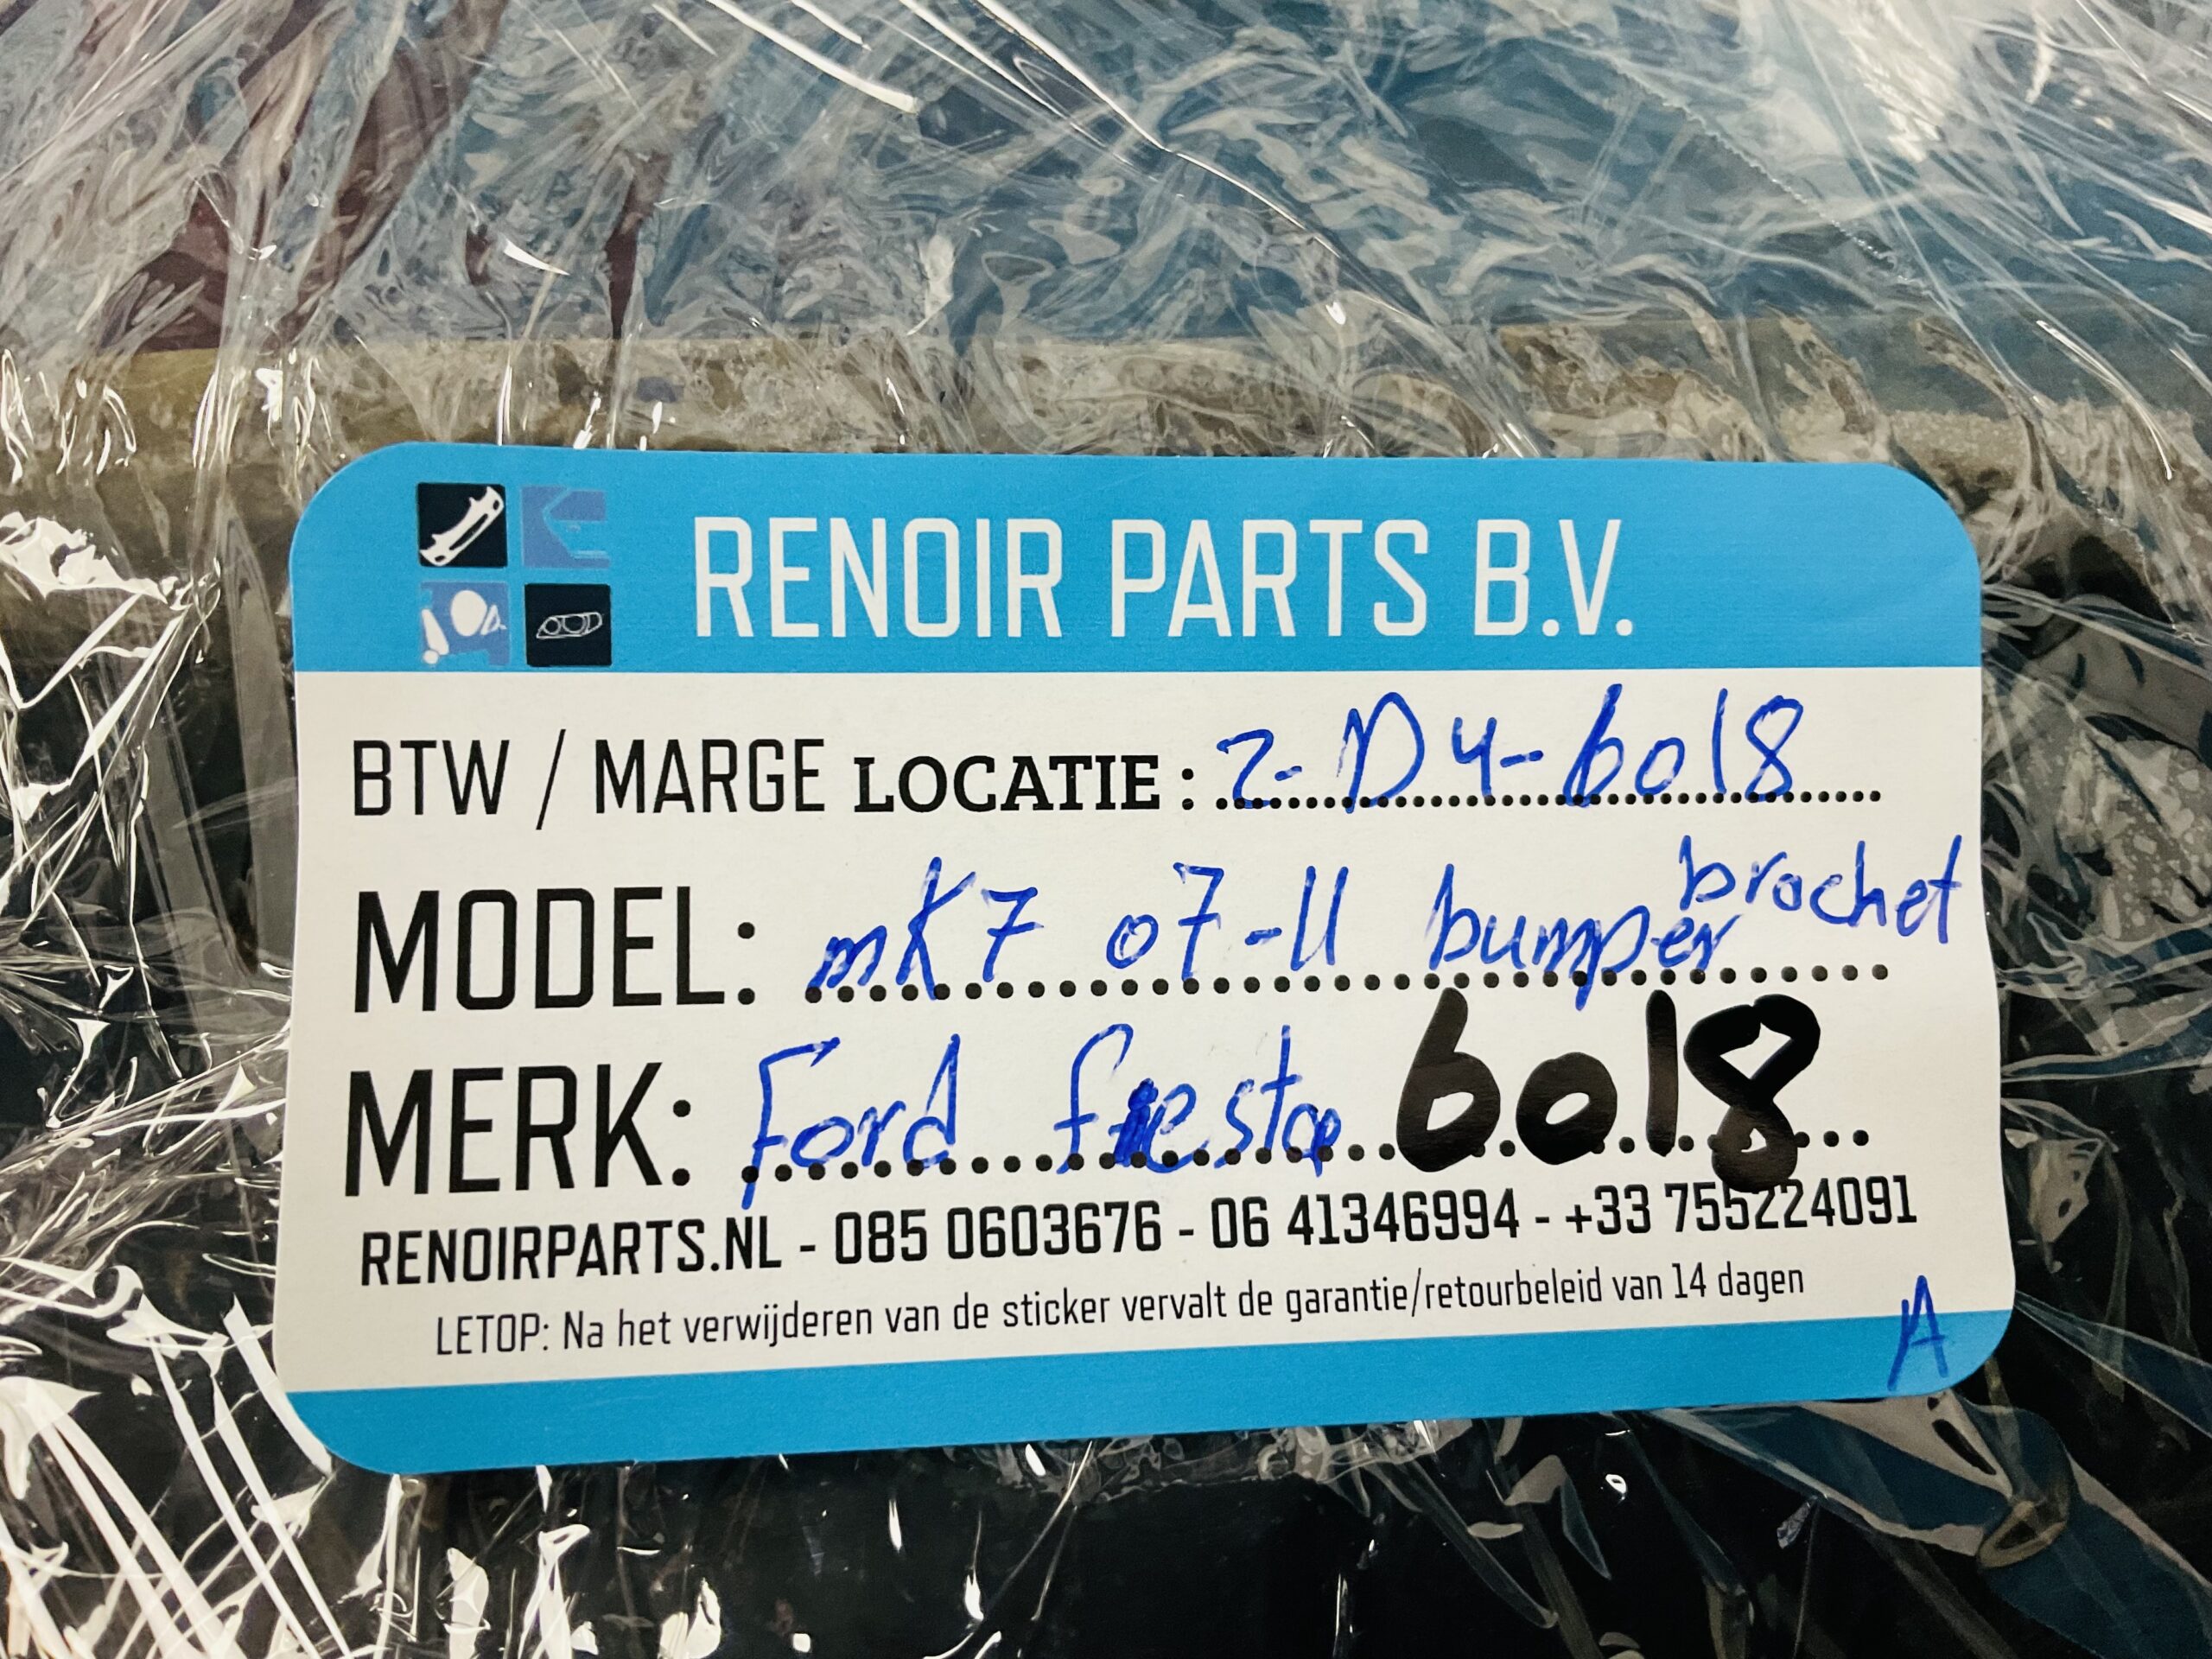 RENOIR PARTS B.V.
BTW / MARGE LOCATIE : 2-D4-6018
MODEL: mK7 07-11 bumper brachet
MERK: Ford fiesta 6018
RENOIRPARTS.NL - 085 0603676 - 06 41346994 - +33 755224091
LETOP: Na het verwijderen van de sticker vervalt de garantie/retourbeleid van 14 dagen
A